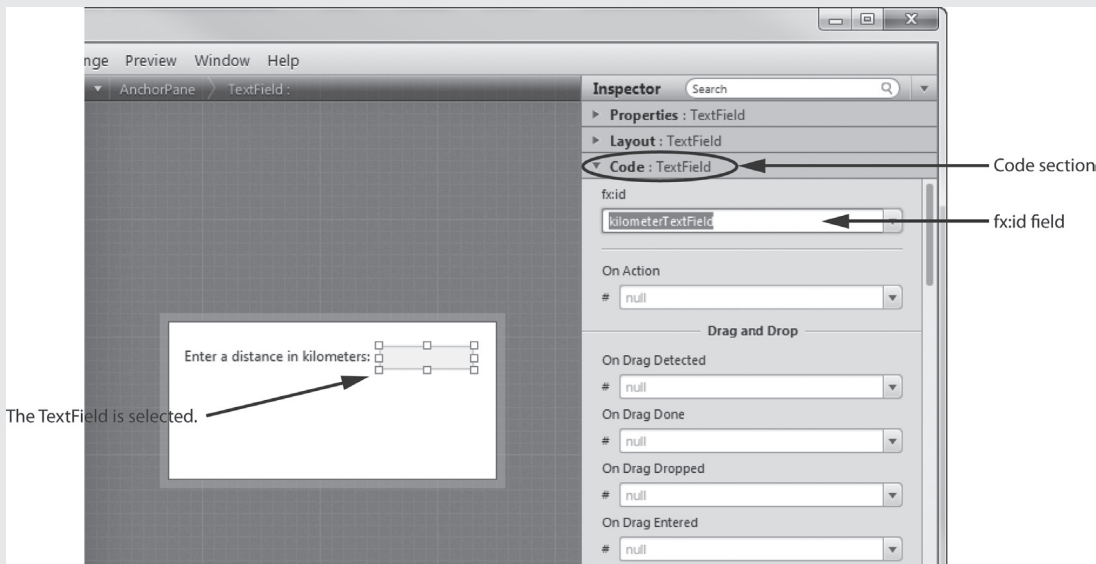 nge Preview Window Help
AnchorPane TextField :
Inspector Search
Properties : TextField
Layout : TextField
Code : TextField
Code section
fx:id
kilometerTextField
fx:id field
On Action
# null
Drag and Drop
On Drag Detected
# null
On Drag Done
# null
On Drag Dropped
# null
On Drag Entered
# null
Enter a distance in kilometers:
The TextField is selected.